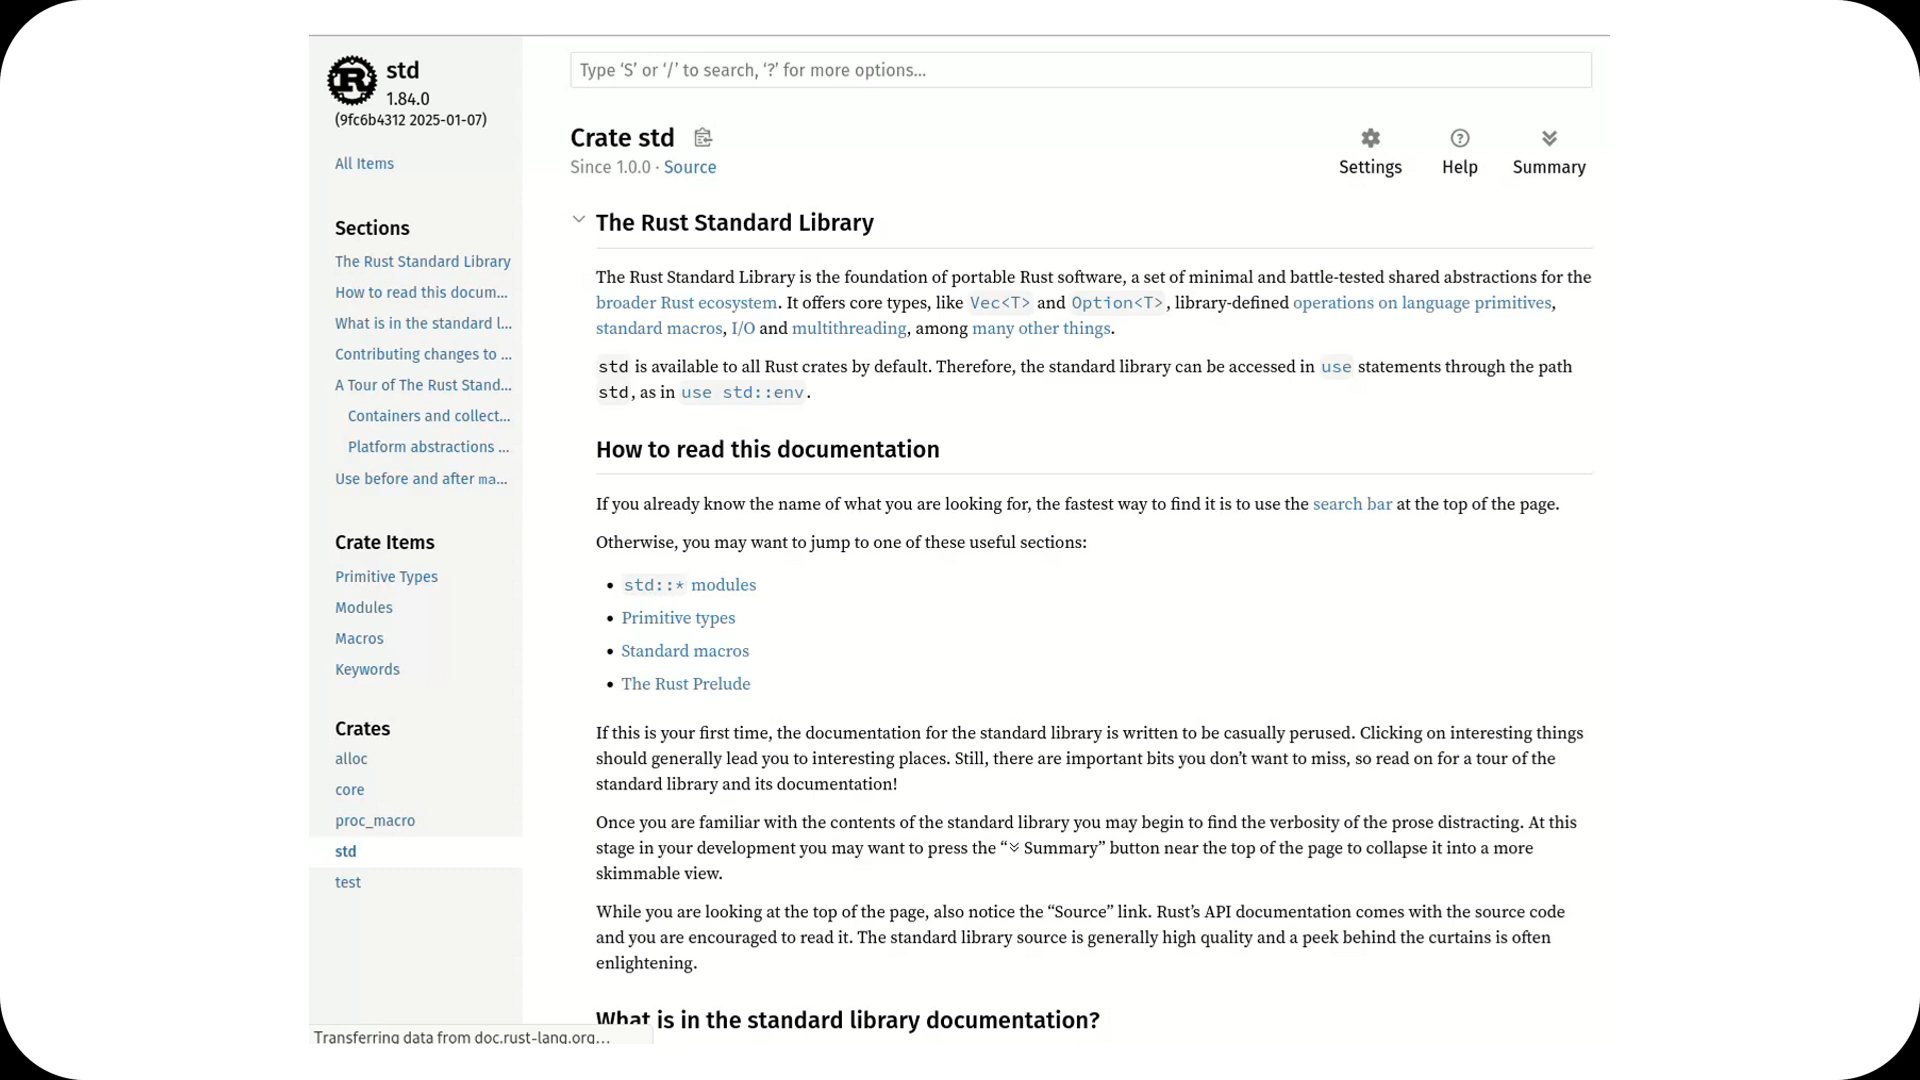 std
1.84.0
(9fc6b4312 2025-01-07)
All Items
Sections
The Rust Standard Library
How to read this docum...
What is in the standard l...
Contributing changes to ...
A Tour of The Rust Stand...
Containers and collect...
Platform abstractions ...
Use before and after ma...
Crate Items
Primitive Types
Modules
Macros
Keywords
Crates
alloc
core
proc_macro
std
test
Type ‘S’ or ‘/’ to search, ‘?’ for more options...
Crate std
Since 1.0.0 · Source
Settings
Help
Summary
The Rust Standard Library
The Rust Standard Library is the foundation of portable Rust software, a set of minimal and battle-tested shared abstractions for the
broader Rust ecosystem. It offers core types, like Vec<T> and Option<T>, library-defined operations on language primitives,
standard macros, I/O and multithreading, among many other things.
std is available to all Rust crates by default. Therefore, the standard library can be accessed in use statements through the path
std, as in use std::env.
How to read this documentation
If you already know the name of what you are looking for, the fastest way to find it is to use the search bar at the top of the page.
Otherwise, you may want to jump to one of these useful sections:
• std::* modules
• Primitive types
• Standard macros
• The Rust Prelude
If this is your first time, the documentation for the standard library is written to be casually perused. Clicking on interesting things
should generally lead you to interesting places. Still, there are important bits you don’t want to miss, so read on for a tour of the
standard library and its documentation!
Once you are familiar with the contents of the standard library you may begin to find the verbosity of the prose distracting. At this
stage in your development you may want to press the “ Summary” button near the top of the page to collapse it into a more
skimmable view.
While you are looking at the top of the page, also notice the “Source” link. Rust’s API documentation comes with the source code
and you are encouraged to read it. The standard library source is generally high quality and a peek behind the curtains is often
enlightening.
What is in the standard library documentation?
Transferring data from doc.rust-lang.org...